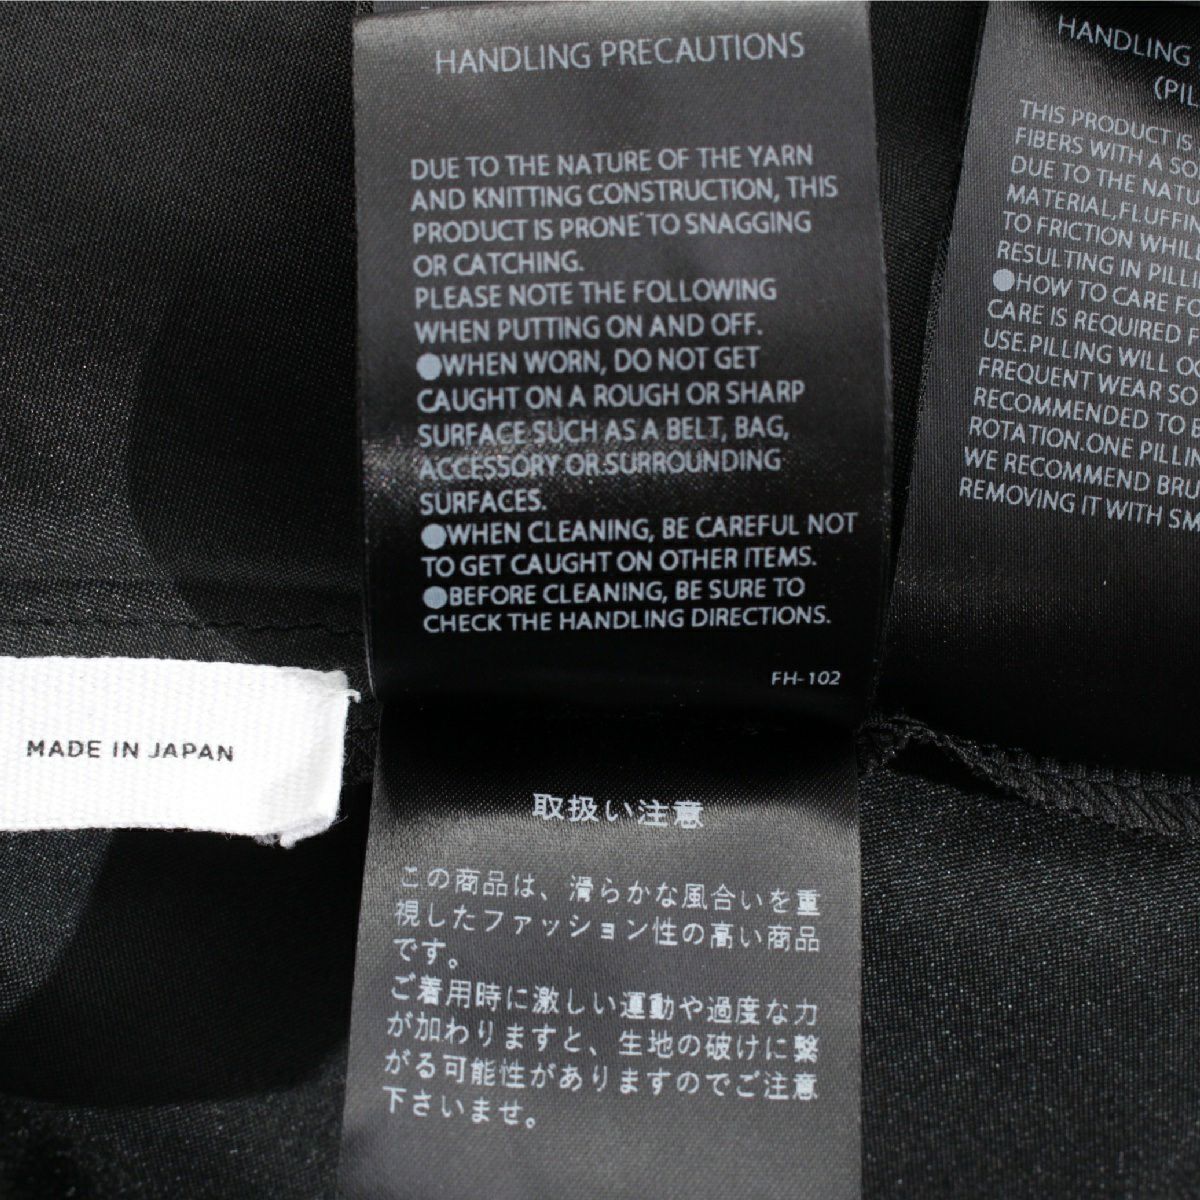 HANDLING PRECAUTIONS
DUE TO THE NATURE OF THE YARN
AND KNITTING CONSTRUCTION, THIS
PRODUCT IS PRONE TO SNAGGING
OR CATCHING.
PLEASE NOTE THE FOLLOWING
WHEN PUTTING ON AND OFF.
●WHEN WORN, DO NOT GET
CAUGHT ON A ROUGH OR SHARP
SURFACE SUCH AS A BELT, BAG,
ACCESSORY OR SURROUNDING
SURFACES.
●WHEN CLEANING, BE CAREFUL NOT
TO GET CAUGHT ON OTHER ITEMS.
●BEFORE CLEANING, BE SURE TO
CHECK THE HANDLING DIRECTIONS.
FH-102
HANDLING
(PIL
THIS PRODUCT IS
FIBERS WITH A SO
DUE TO THE NATU
MATERIAL,FLUFFIN
TO FRICTION WHILE
RESULTING IN PILL
●HOW TO CARE FO
CARE IS REQUIRED F
USE.PILLING WILL OC
FREQUENT WEAR SO
RECOMMENDED TO B
ROTATION.ONE PILLIN
WE RECOMMEND BRU
REMOVING IT WITH SM
MADE IN JAPAN
取扱い注意
この商品は、滑らかな風合いを重
視したファッション性の高い商品
です。
ご着用時に激しい運動や過度な力
が加わりますと、生地の破けに繋
がる可能性がありますのでご注意
下さいませ。